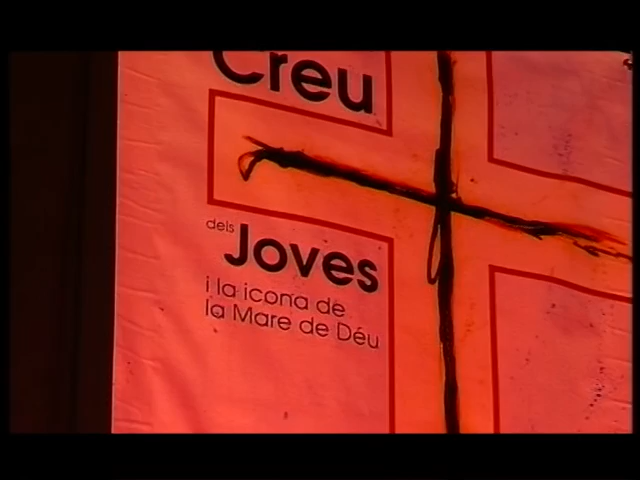 Creu
dels
Joves
i la icona de
la Mare de Déu